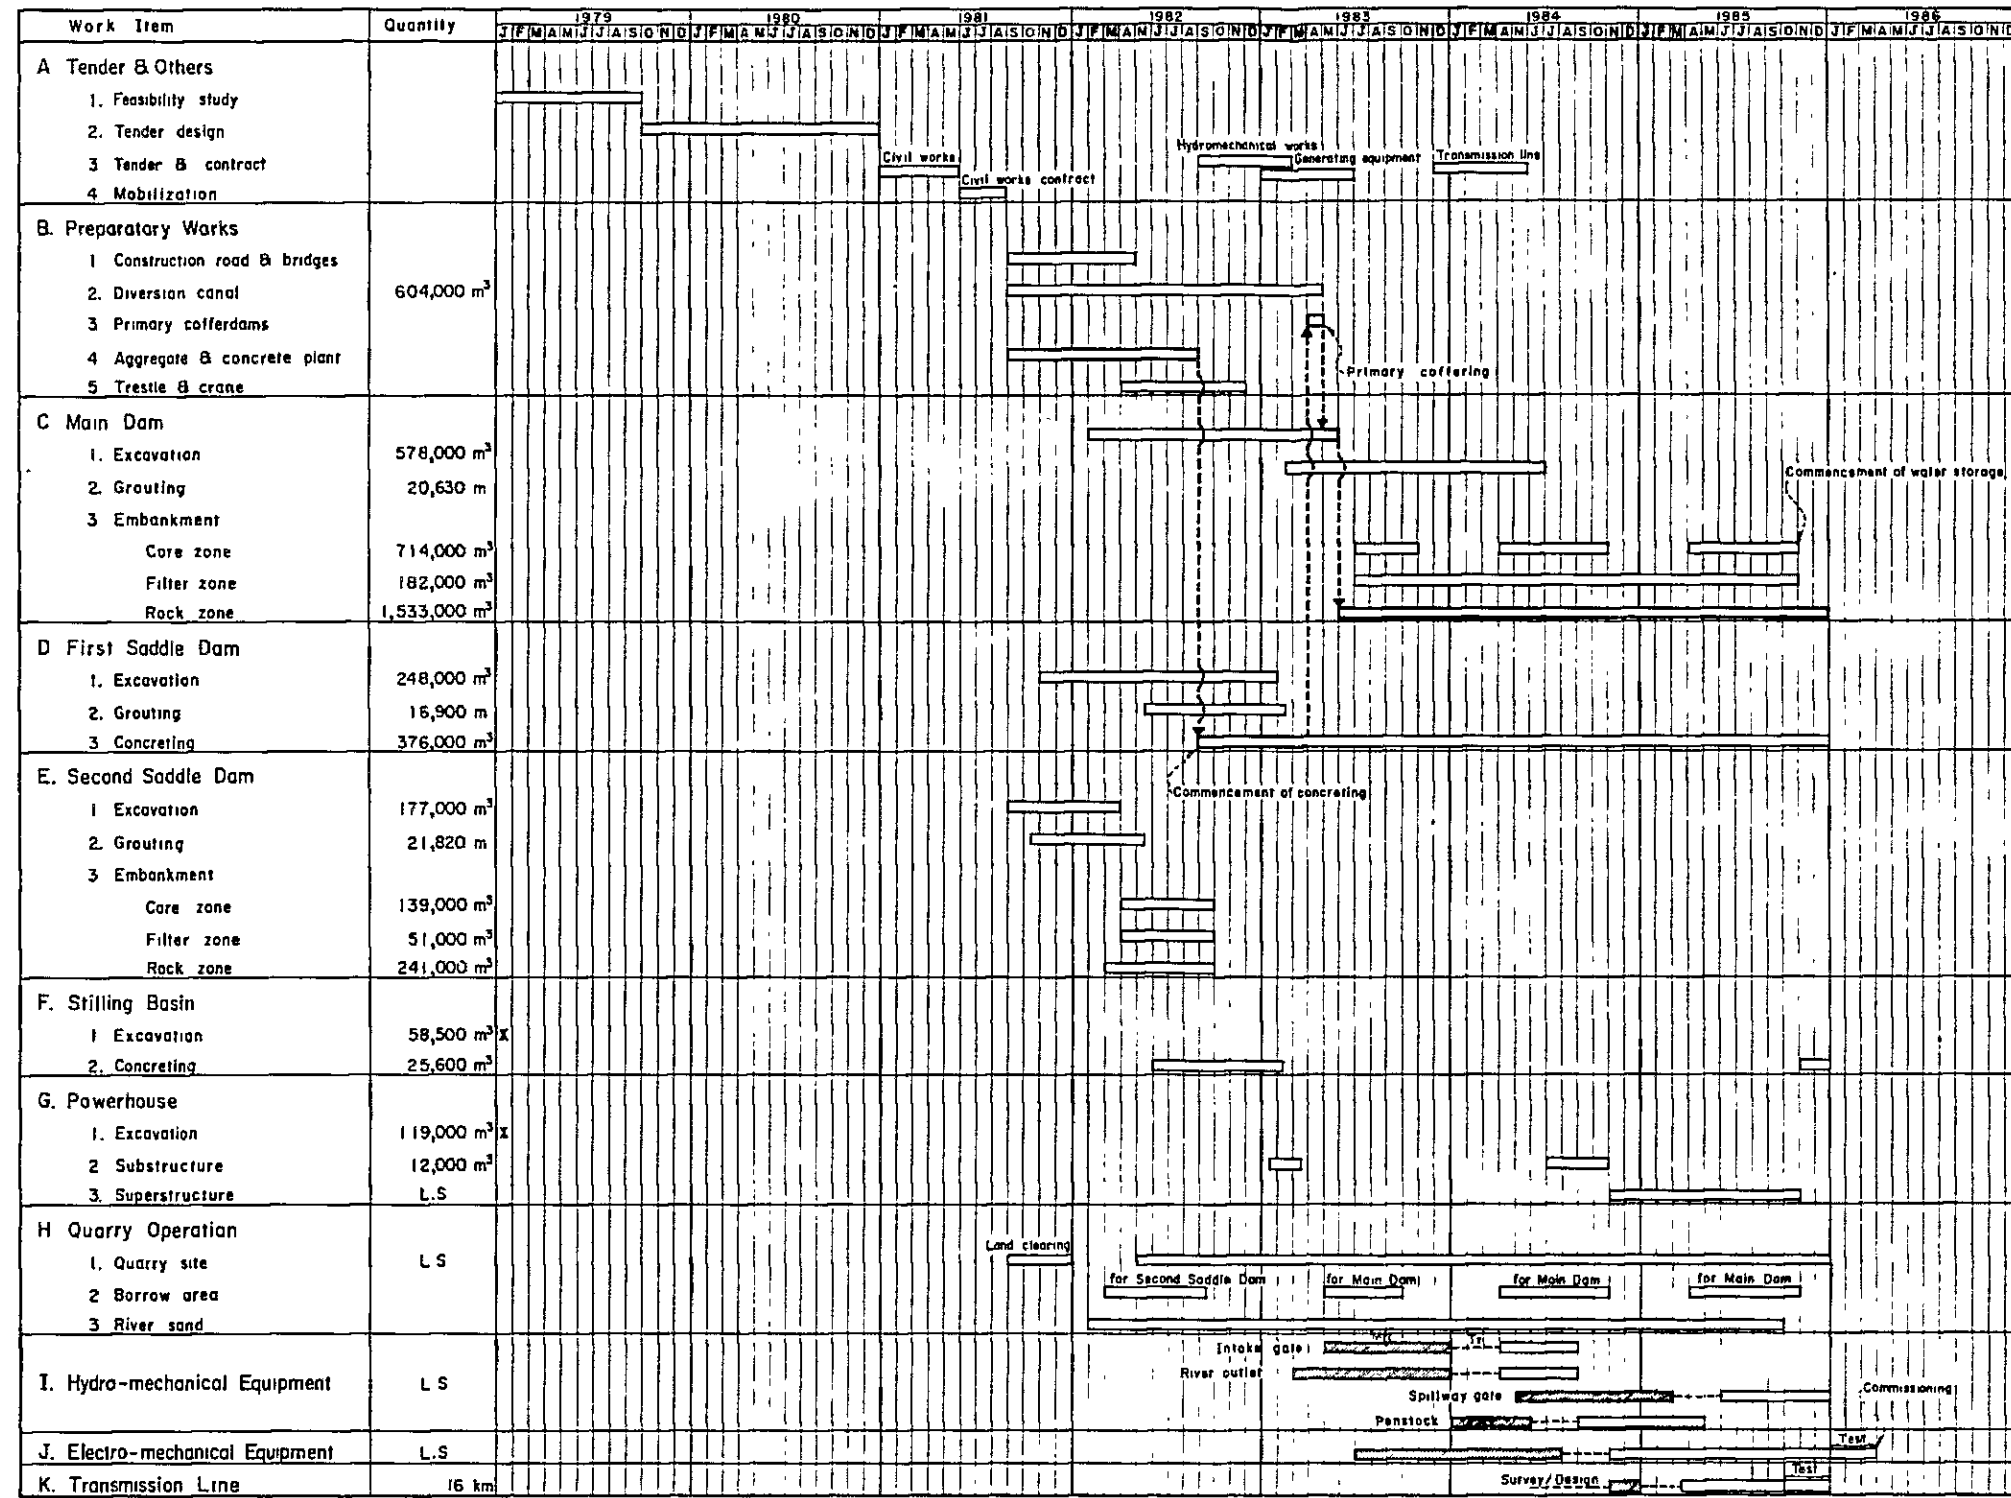 Work Item Quantity 1979 1980 1981 1982 1983 1984 1985 1986
J F M A M J J A S O N D J F M A M J J A S O N D J F M A M J J A S O N D J F M A M J J A S O N D J F M A M J J A S O N D J F M A M J J A S O N D J F M A M J J A S O N D J F M A M J J A S O N D
A Tender & Others
1. Feasibility study
2. Tender design
3 Tender & contract Civil works Hydromechanical works Generating equipment Transmission line
4 Mobilization Civil works contract
B. Preparatory Works
1 Construction road & bridges
2. Diversion canal 604,000 m³
3 Primary cofferdams
4 Aggregate & concrete plant
Primary coffering
5 Trestle & crane
C Main Dam
1. Excavation 578,000 m³
Commencement of water storage
2. Grouting 20,630 m
3 Embankment
Core zone 714,000 m³
Filter zone 182,000 m³
Rock zone 1,533,000 m³
D First Saddle Dam
1. Excavation 248,000 m³
2. Grouting 16,900 m
3 Concreting 376,000 m³
E. Second Saddle Dam
Commencement of concreting
1 Excavation 177,000 m³
2. Grouting 21,820 m
3 Embankment
Core zone 139,000 m³
Filter zone 51,000 m³
Rock zone 241,000 m³
F. Stilling Basin
1 Excavation 58,500 m³ X
2. Concreting 25,600 m³
G. Powerhouse
1. Excavation 119,000 m³ X
2 Substructure 12,000 m³
3. Superstructure L.S
H Quarry Operation
Land clearing
1. Quarry site L S
for Second Saddle Dam for Main Dam for Main Dam for Main Dam
2 Borrow area
3 River sand
Intake gate
River outlet
I. Hydro-mechanical Equipment L S
Spillway gate Commissioning
Penstock
J. Electro-mechanical Equipment L.S Test
K. Transmission Line 16 km Survey/Design Test